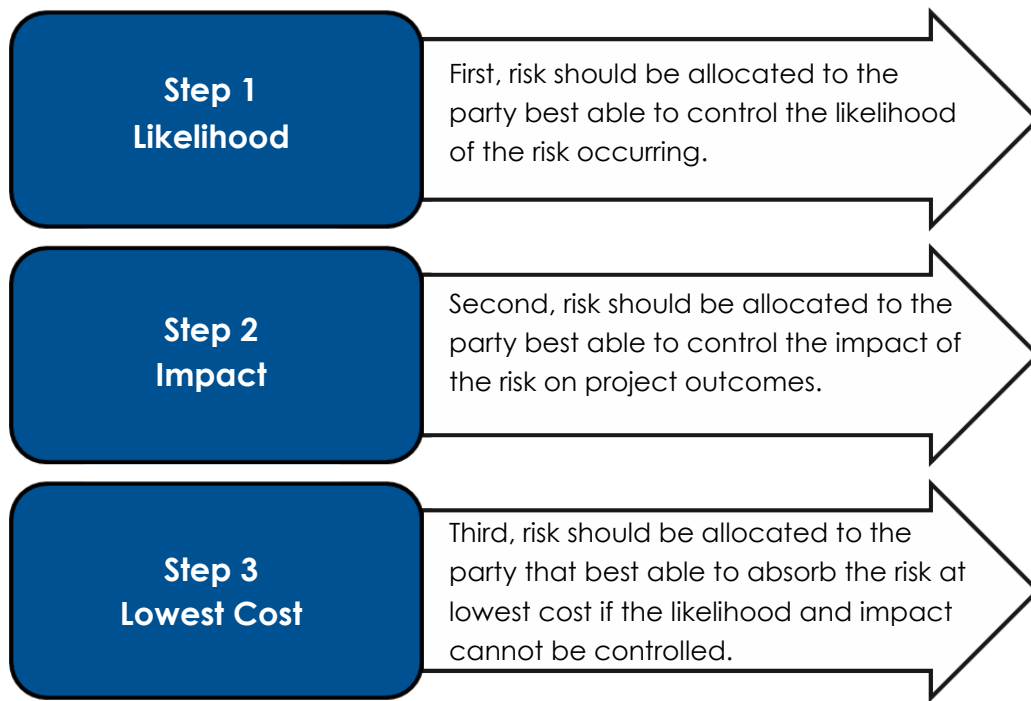 Step 1
Likelihood
First, risk should be allocated to the
party best able to control the likelihood
of the risk occurring.
Step 2
Impact
Second, risk should be allocated to the
party best able to control the impact of
the risk on project outcomes.
Step 3
Lowest Cost
Third, risk should be allocated to the
party that best able to absorb the risk at
lowest cost if the likelihood and impact
cannot be controlled.